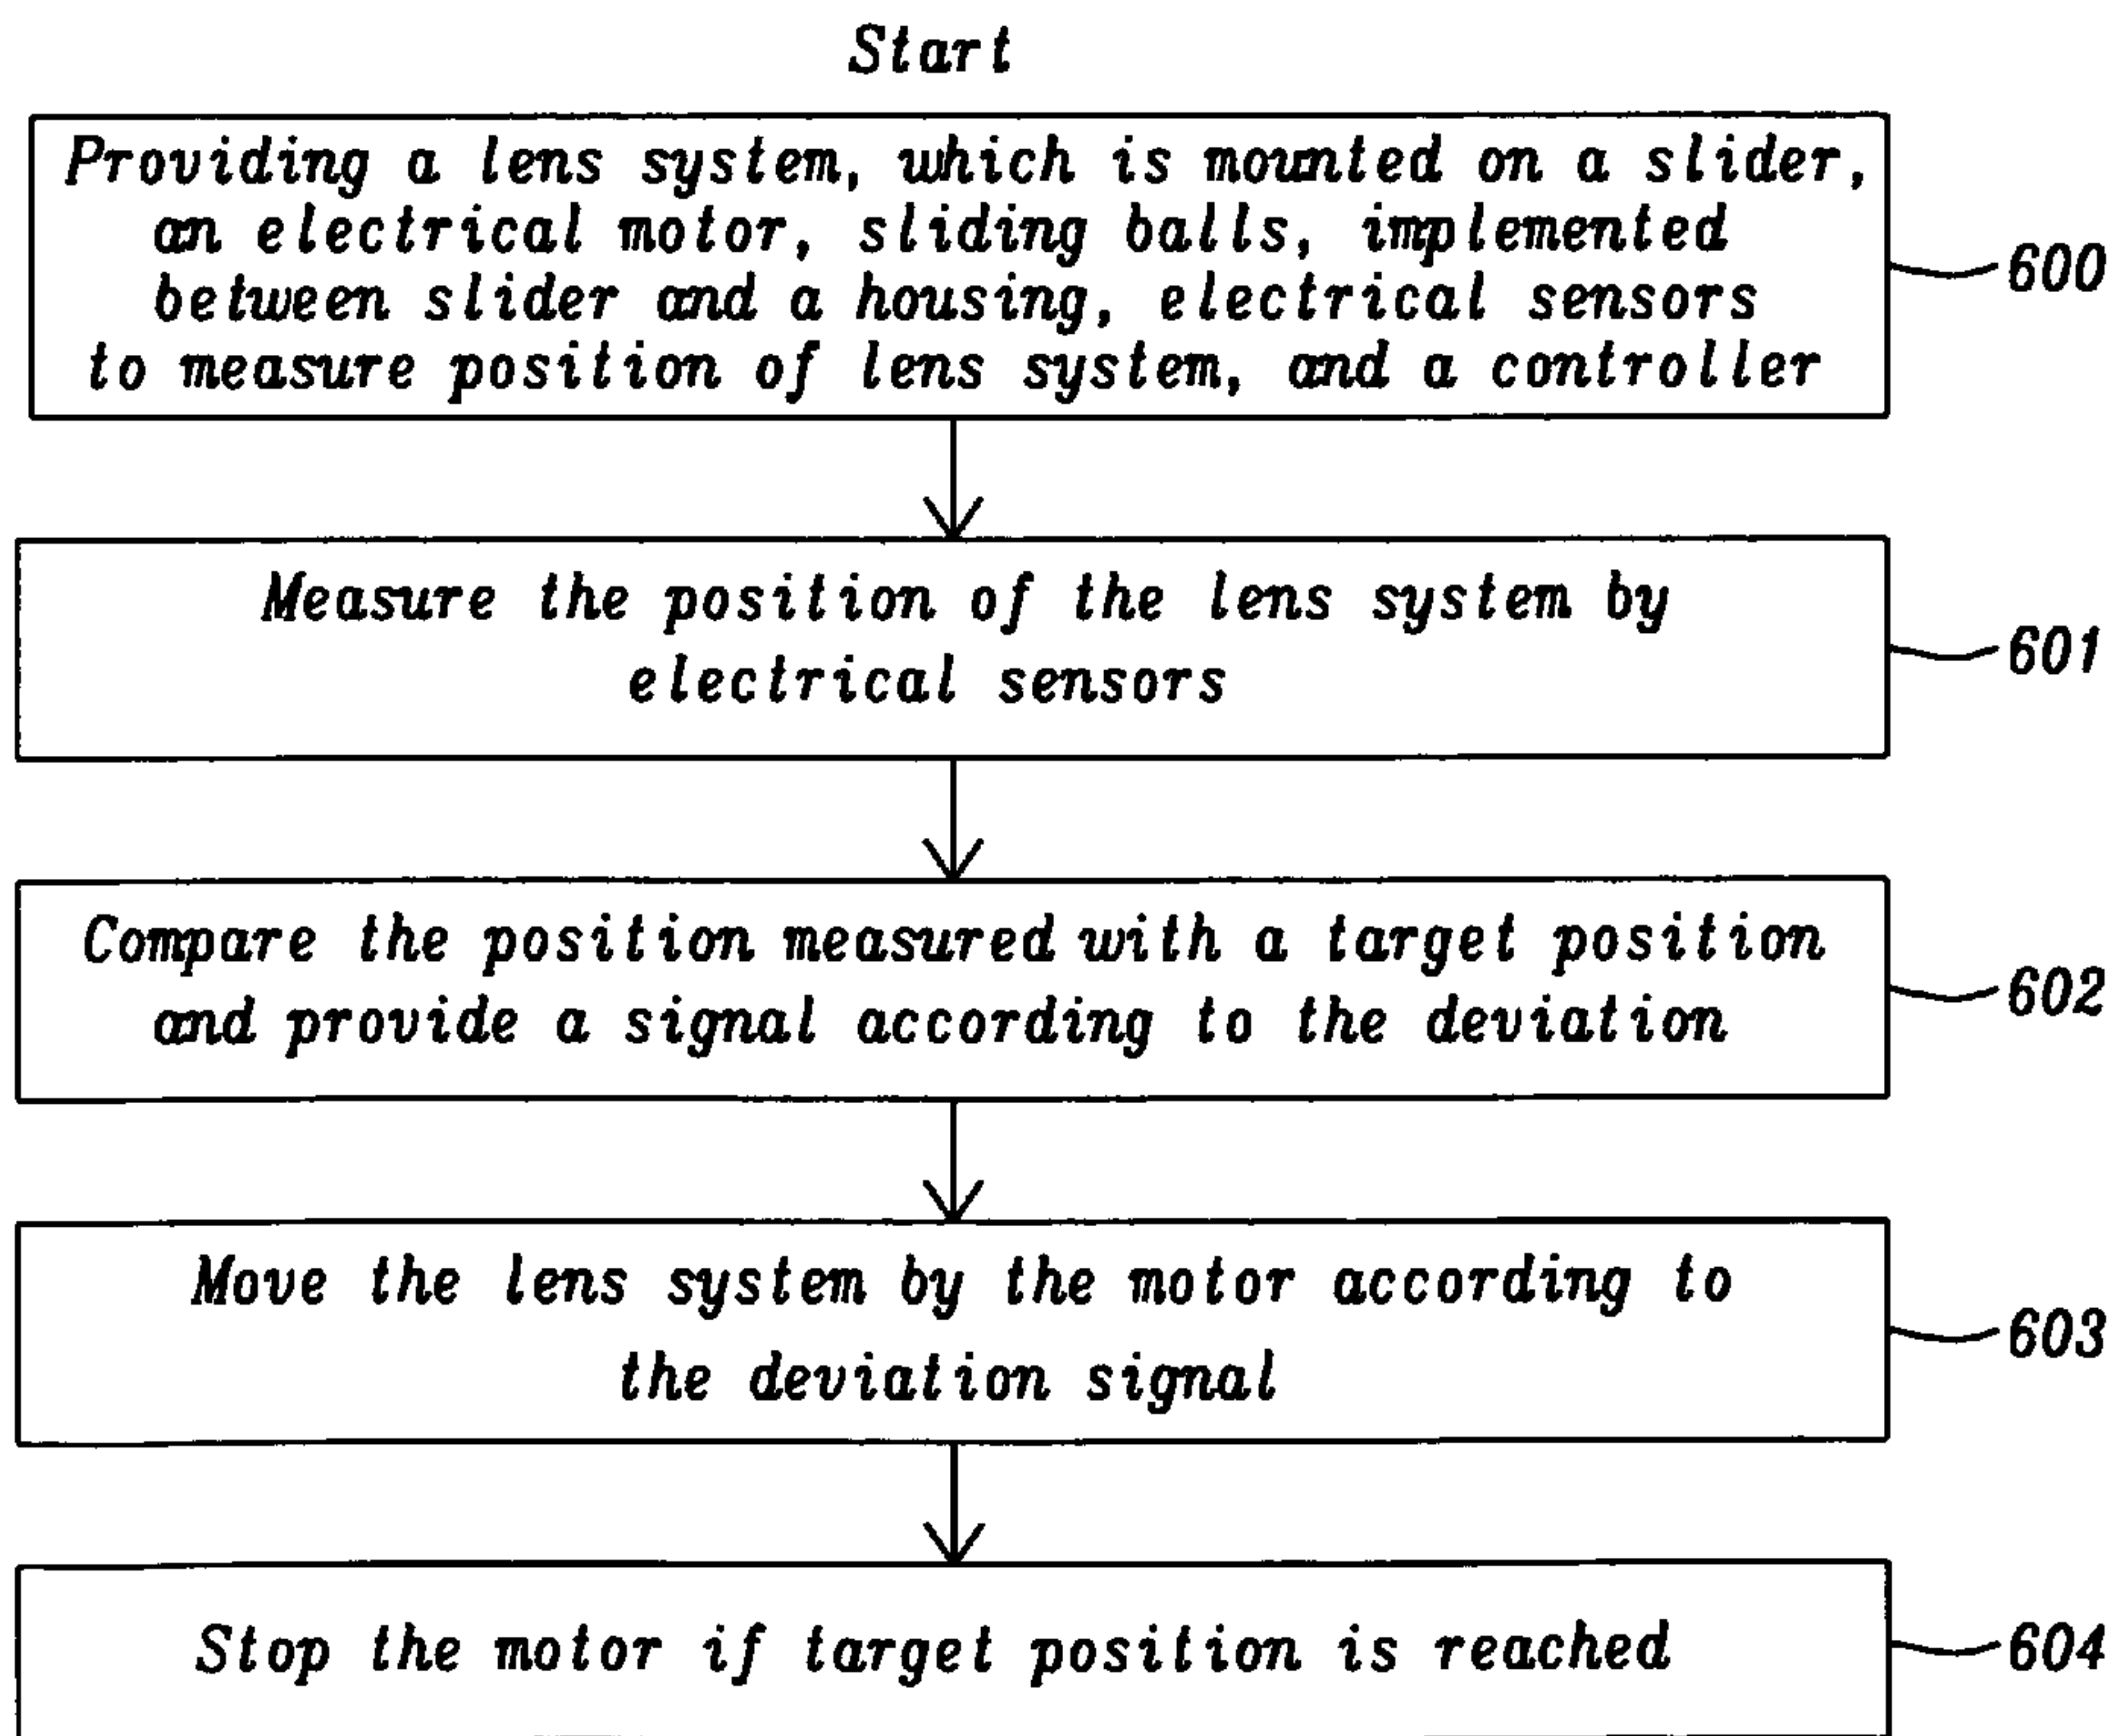 Start
Providing a lens system, which is mounted on a slider,
an electrical motor, sliding balls, implemented
between slider and a housing, electrical sensors
to measure position of lens system, and a controller
600
Measure the position of the lens system by
electrical sensors
601
Compare the position measured with a target position
and provide a signal according to the deviation
602
Move the lens system by the motor according to
the deviation signal
603
Stop the motor if target position is reached
604